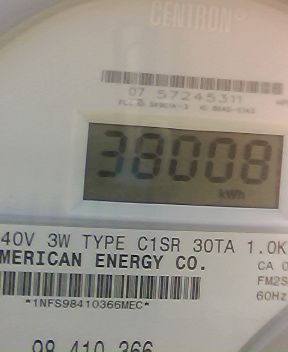 CENTRON®
07 57245311
38008
kWh
40V 3W TYPE C1SR 30TA 1.0K
MERICAN ENERGY CO.
CA 0
FM2S
60Hz
*1NFS98410366MEC*
98 410 366